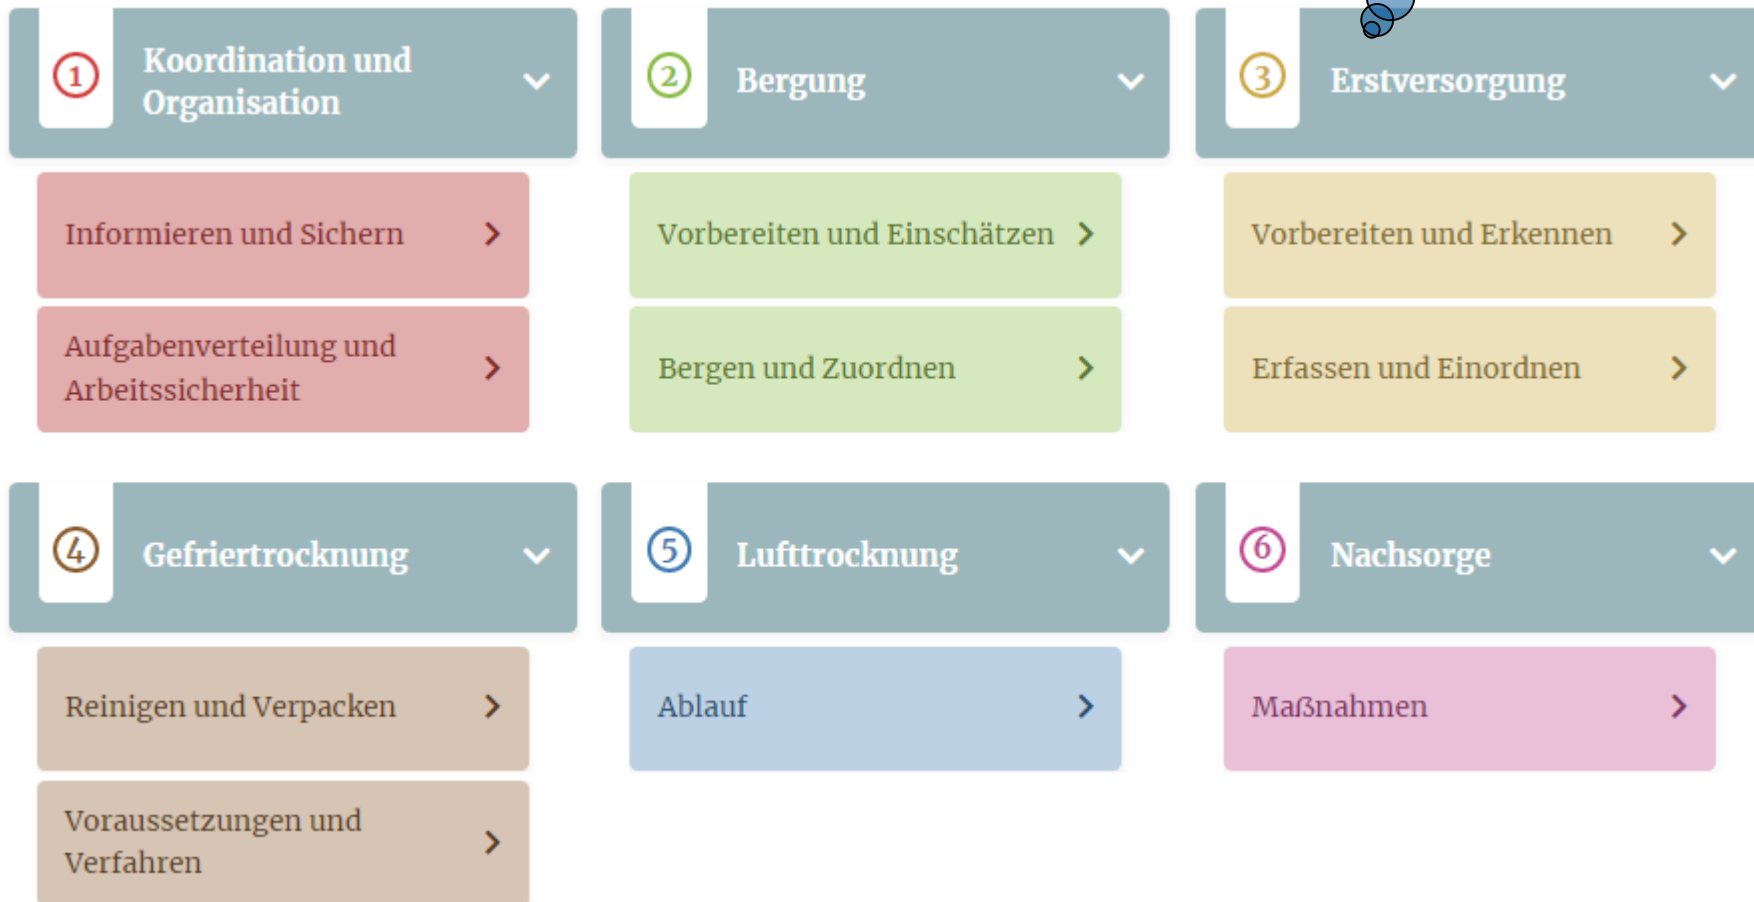 1
Koordination und
Organisation
Informieren und Sichern
Aufgabenverteilung und
Arbeitssicherheit
2
Bergung
Vorbereiten und Einschätzen
Bergen und Zuordnen
3
Erstversorgung
Vorbereiten und Erkennen
Erfassen und Einordnen
4
Gefriertrocknung
Reinigen und Verpacken
Voraussetzungen und
Verfahren
5
Lufttrocknung
Ablauf
6
Nachsorge
Maßnahmen